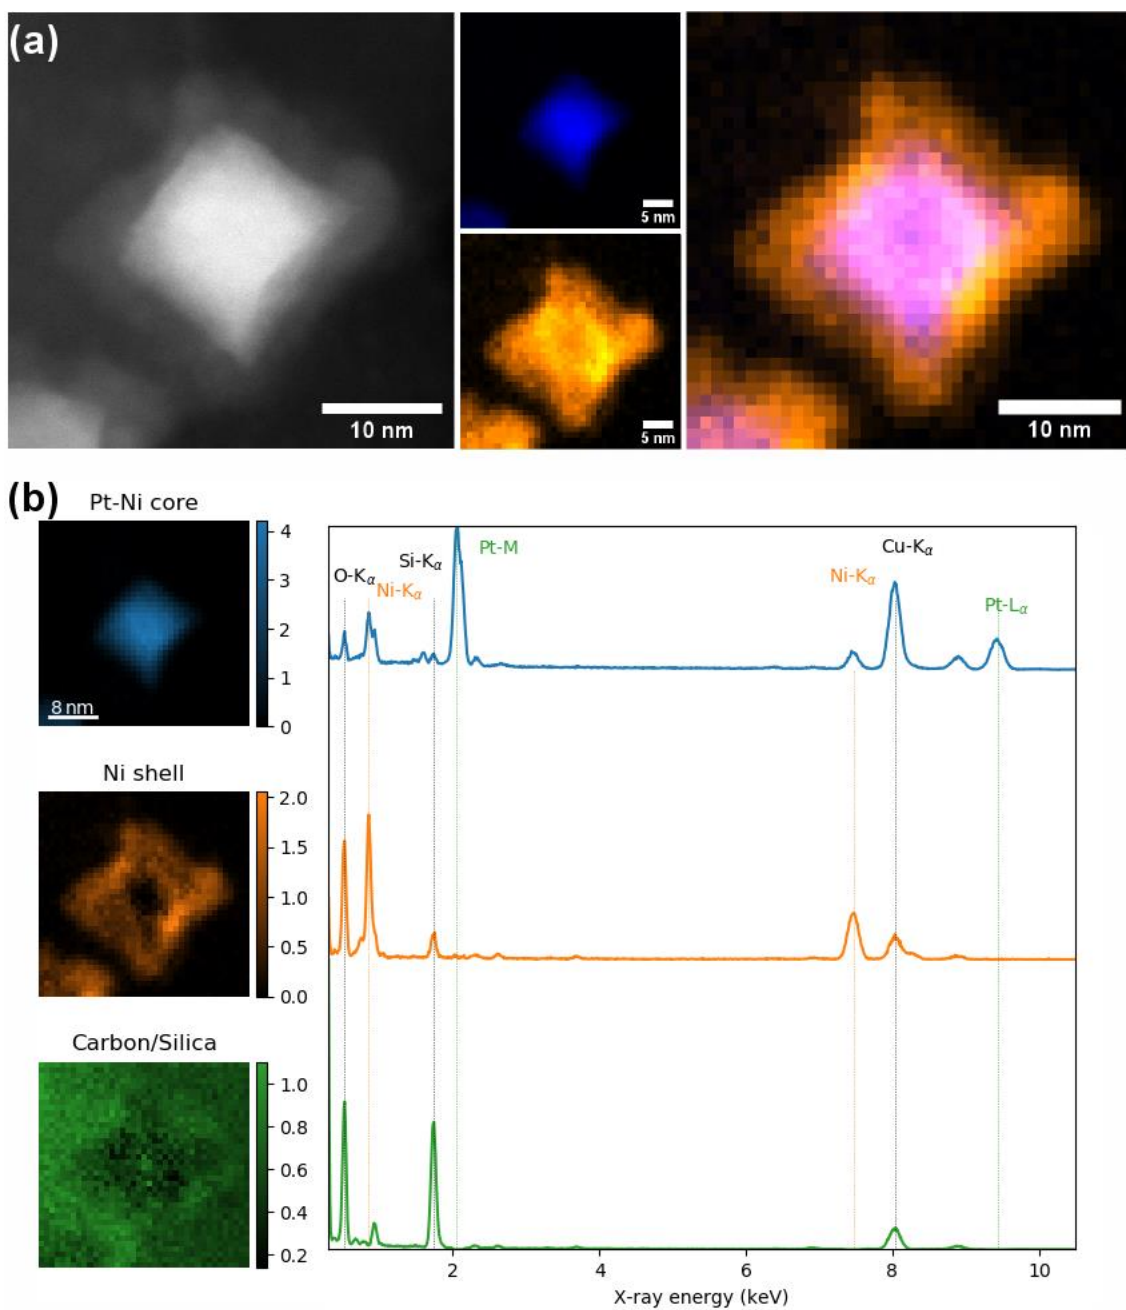 (a)
10 nm
5 nm
5 nm
10 nm
(b)
Pt-Ni core
4
3
2
1
0
8 nm
Ni shell
2.0
1.5
1.0
0.5
0.0
Carbon/Silica
1.0
0.8
0.6
0.4
0.2
O-Kα
Ni-Kα
Si-Kα
Pt-M
Ni-Kα
Cu-Kα
Pt-Lα
2 4 6 8 10
X-ray energy (keV)